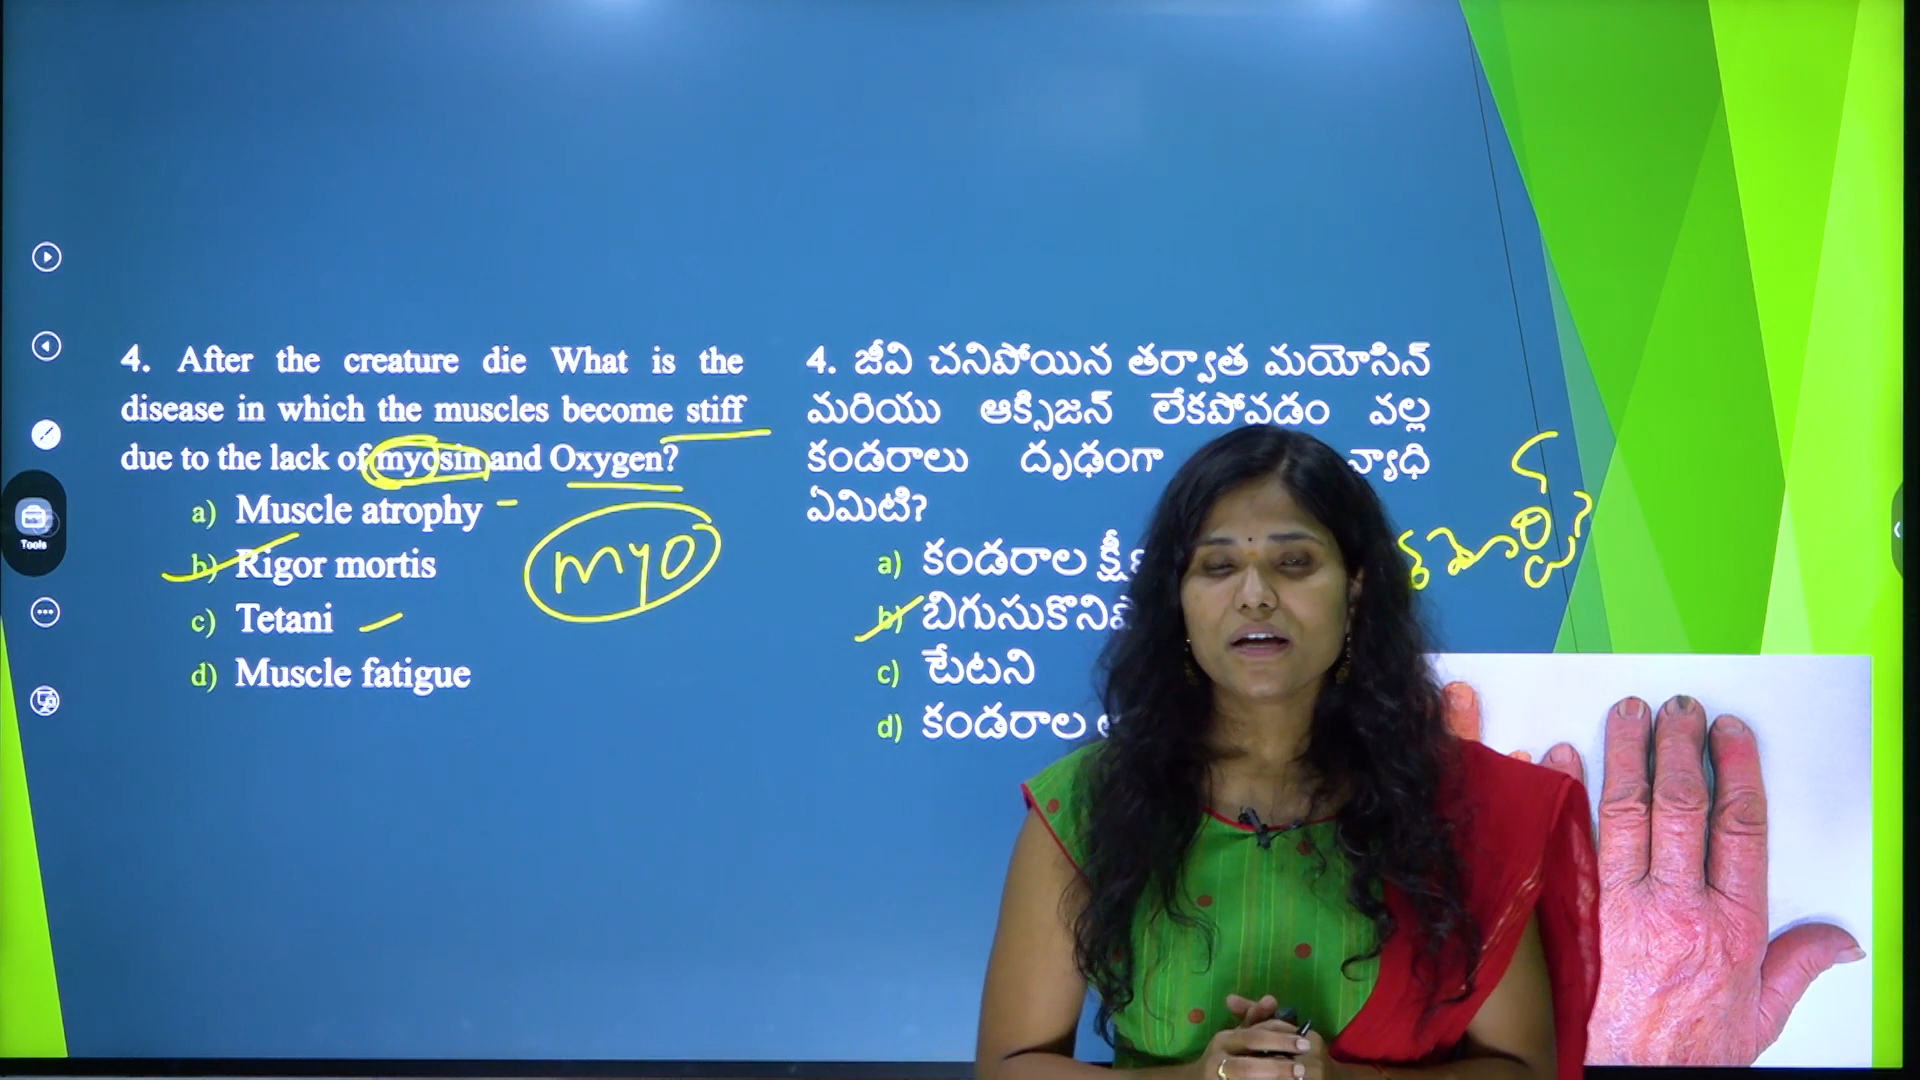 4. After the creature die What is the
disease in which the muscles become stiff
due to the lack of myosin and Oxygen?
a) Muscle atrophy
b) Rigor mortis
c) Tetani
d) Muscle fatigue
myo
4. జీవి చనిపోయిన తర్వాత మయోసిన్
మరియు ఆక్సిజన్ లేకపోవడం వల్ల
కండరాలు దృఢంగా వ్యాధి
ఏమిటి?
a) కండరాల
b)
c) టేటని
d) కండరాల
Tools